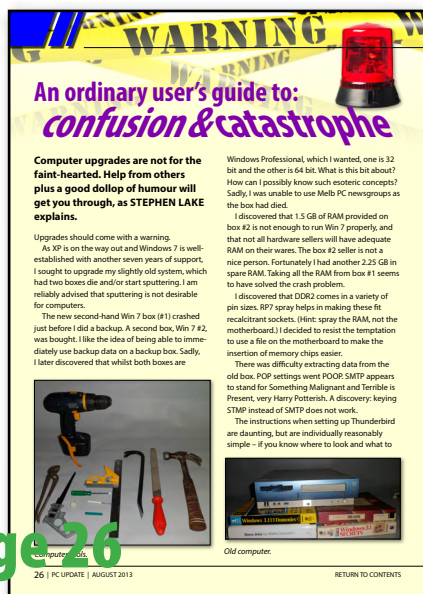 WARNING
WARNING
An ordinary user's guide to:
confusion & catastrophe
Computer upgrades are not for the
faint-hearted. Help from others
plus a good dollop of humour will
get you through, as STEPHEN LAKE
explains.
Upgrades should come with a warning.
As XP is on the way out and Windows 7 is well-
established with another seven years of support,
I sought to upgrade my slightly old system, which
had two boxes die and/or start sputtering. I am
reliably advised that sputtering is not desirable
for computers.
The new second-hand Win 7 box (#1) crashed
just before I did a backup. A second box, Win 7 #2,
was bought. I like the idea of being able to imme-
diately use backup data on a backup box. Sadly,
I later discovered that whilst both boxes are
Windows Professional, which I wanted, one is 32
bit and the other is 64 bit. What is this bit about?
How can I possibly know such esoteric concepts?
Sadly, I was unable to use Melb PC newsgroups as
the box had died.
I discovered that 1.5 GB of RAM provided on
box #2 is not enough to run Win 7 properly, and
that not all hardware sellers will have adequate
RAM on their wares. The box #2 seller is not a
nice person. Fortunately I had another 2.25 GB in
spare RAM. Taking all the RAM from box #1 seems
to have solved the crash problem.
I discovered that DDR2 comes in a variety of
pin sizes. RP7 spray helps in making these fit
recalcitrant sockets. (Hint: spray the RAM, not the
motherboard.) I decided to resist the temptation
to use a file on the motherboard to make the
insertion of memory chips easier.
There was difficulty extracting data from the
old box. POP settings went POOP. SMTP appears
to stand for Something Malignant and Terrible is
Present, very Harry Potterish. A discovery: keying
STMP instead of SMTP does not work.
The instructions when setting up Thunderbird
are daunting, but are individually reasonably
simple – if you know where to look and what to
Old computer.
ge 26
26 | PC UPDATE | AUGUST 2013
RETURN TO CONTENTS